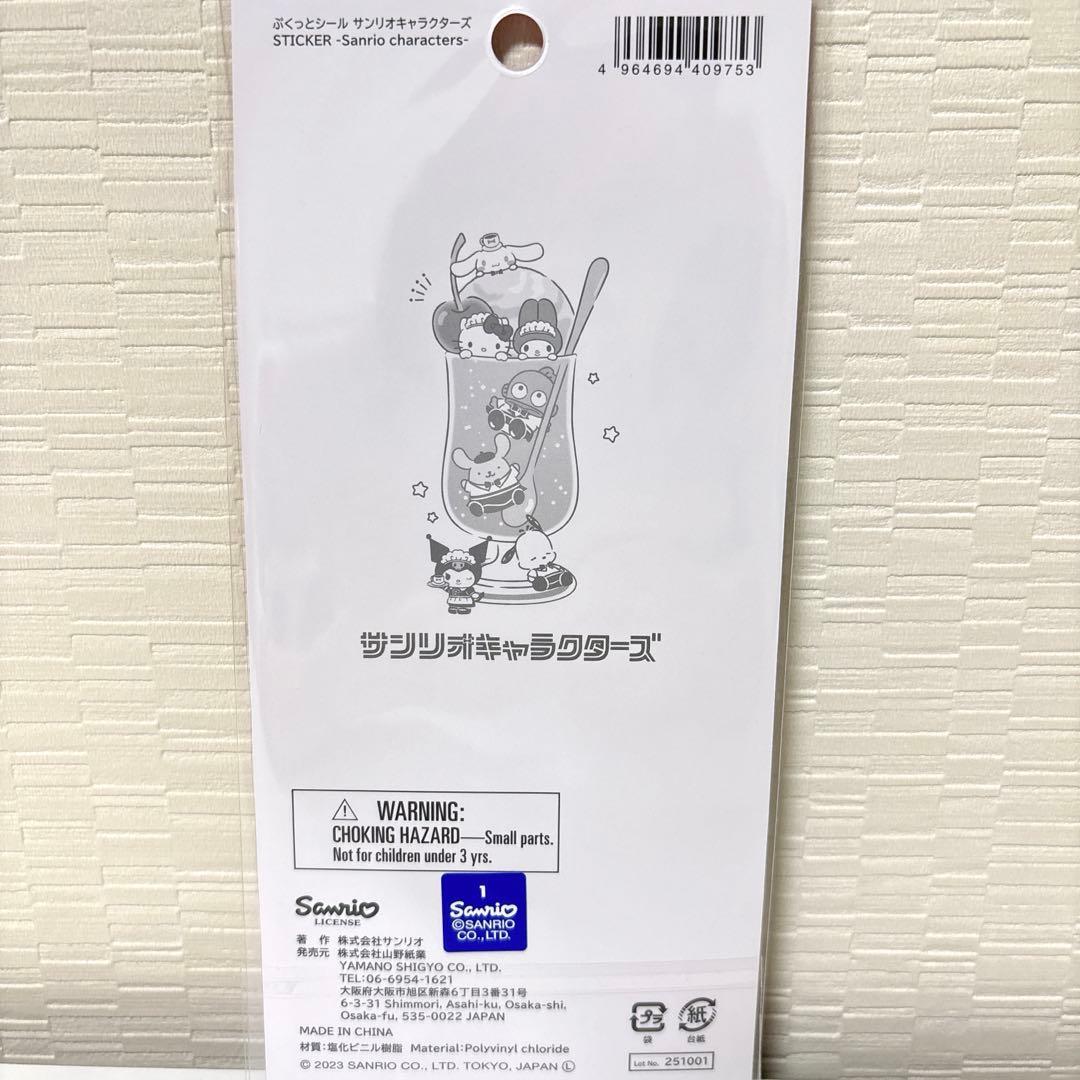 ぷくっとシール サンリオキャラクターズ
STICKER -Sanrio characters-
4 964694 409753
サンリオキャラクターズ
⚠ WARNING:
CHOKING HAZARD—Small parts.
Not for children under 3 yrs.
Sanrio
LICENSE
1
Sanrio
©SANRIO
CO., LTD.
著 作 株式会社サンリオ
発売元 株式会社山野紙業
YAMANO SHIGYO CO., LTD.
TEL:06-6954-1621
大阪府大阪市旭区新森6丁目3番31号
6-3-31 Shimmori, Asahi-ku, Osaka-shi,
Osaka-fu, 535-0022 JAPAN
MADE IN CHINA
材質:塩化ビニル樹脂 Material:Polyvinyl chloride
© 2023 SANRIO CO., LTD. TOKYO, JAPAN Ⓛ
プラ
袋
紙
台紙
Lot No. 251001